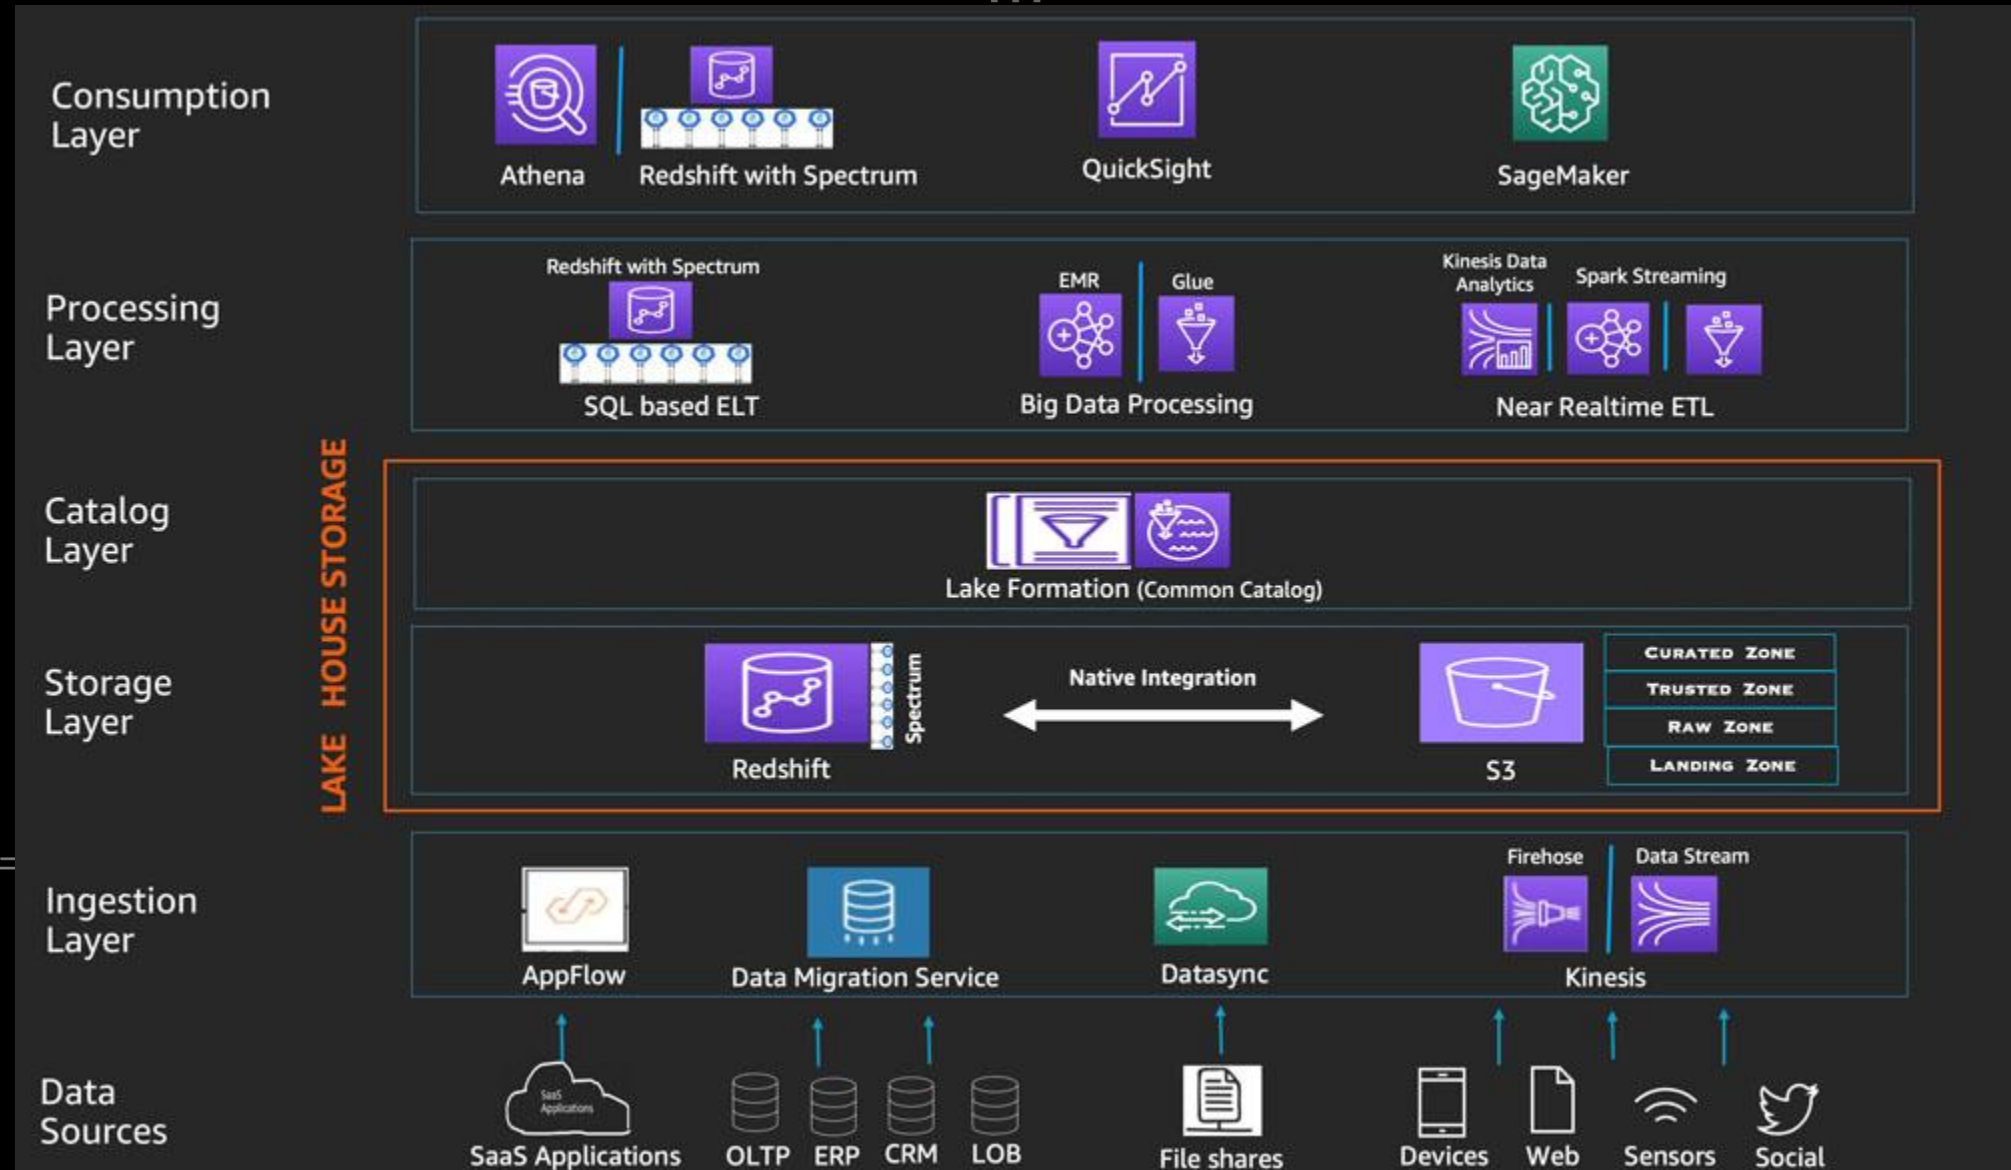 Consumption
Layer
Athena
Redshift with Spectrum
QuickSight
SageMaker
Processing
Layer
Redshift with Spectrum
SQL based ELT
EMR
Glue
Big Data Processing
Kinesis Data
Analytics
Spark Streaming
Near Realtime ETL
LAKE HOUSE STORAGE
Catalog
Layer
Lake Formation (Common Catalog)
Storage
Layer
Redshift
Spectrum
Native Integration
S3
CURATED ZONE
TRUSTED ZONE
RAW ZONE
LANDING ZONE
Ingestion
Layer
AppFlow
Data Migration Service
Datasync
Firehose
Data Stream
Kinesis
Data
Sources
SaaS
Applications
SaaS Applications
OLTP
ERP
CRM
LOB
File shares
Devices
Web
Sensors
Social